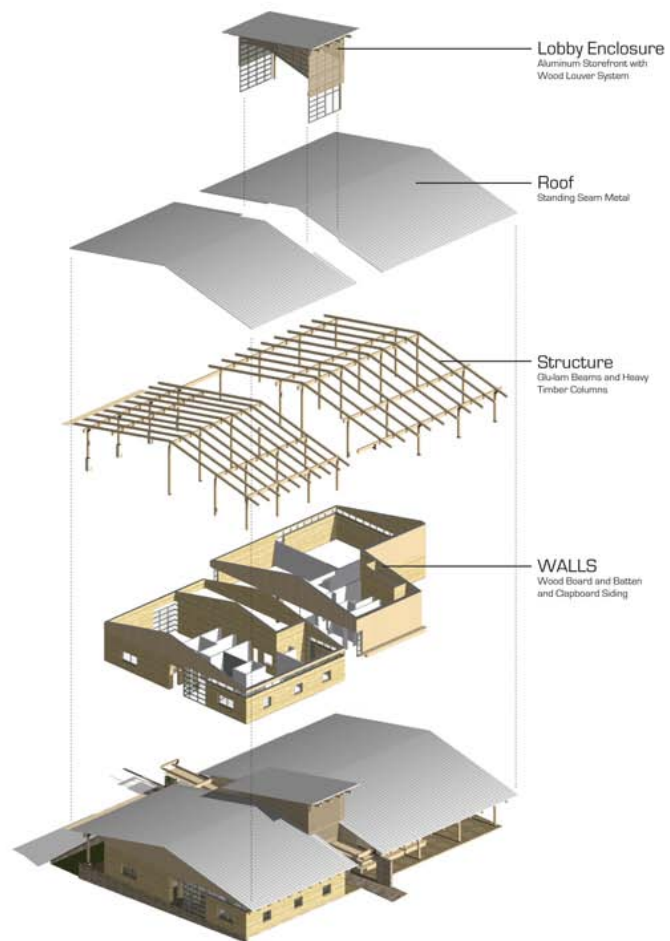 Lobby Enclosure
Aluminum Storefront with
Wood Louver System
Roof
Standing Seam Metal
Structure
Glu-lam Beams and Heavy
Timber Columns
WALLS
Wood Board and Batten
and Clapboard Siding